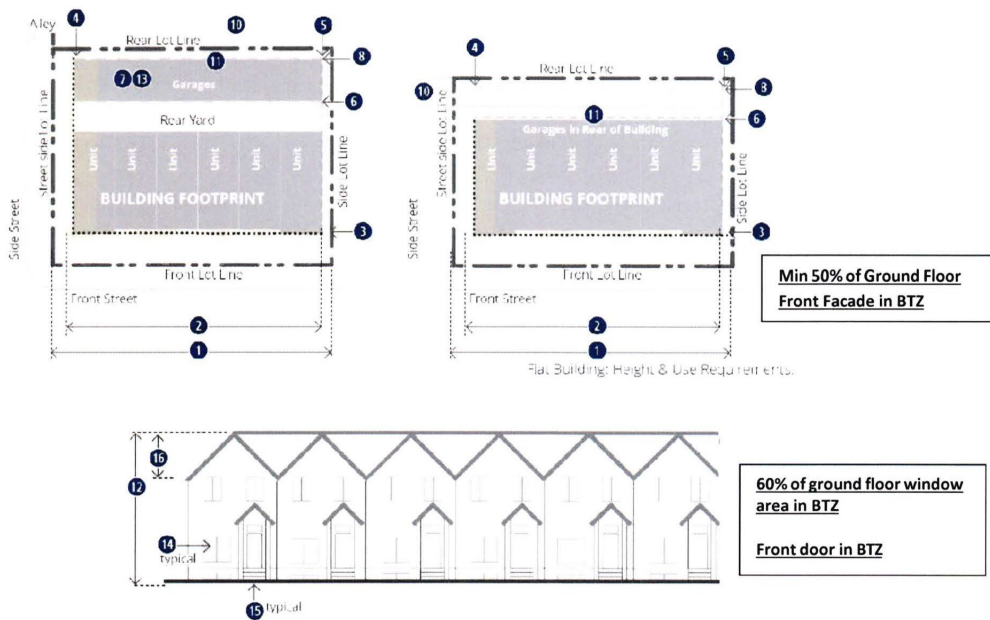 4
10
5
Alley
Rear Lot Line
11
8
7 13
Garages
6
Rear Yard
Side Street
Street side Lot Line
Unit Unit Unit Unit Unit Unit
BUILDING FOOTPRINT
Side Lot Line
3
Front Lot Line
Front Street
2
1
4
5
Rear Lot Line
10
8
11
6
Garages in Rear of Building
Side Street
Street side Lot Line
Unit Unit Unit Unit Unit Unit
BUILDING FOOTPRINT
Side Lot Line
3
Front Lot Line
Front Street
2
1
Flat Building: Height & Use Requirements.
Min 50% of Ground Floor
Front Facade in BTZ
16
12
14
typical
15 typical
60% of ground floor window
area in BTZ
Front door in BTZ